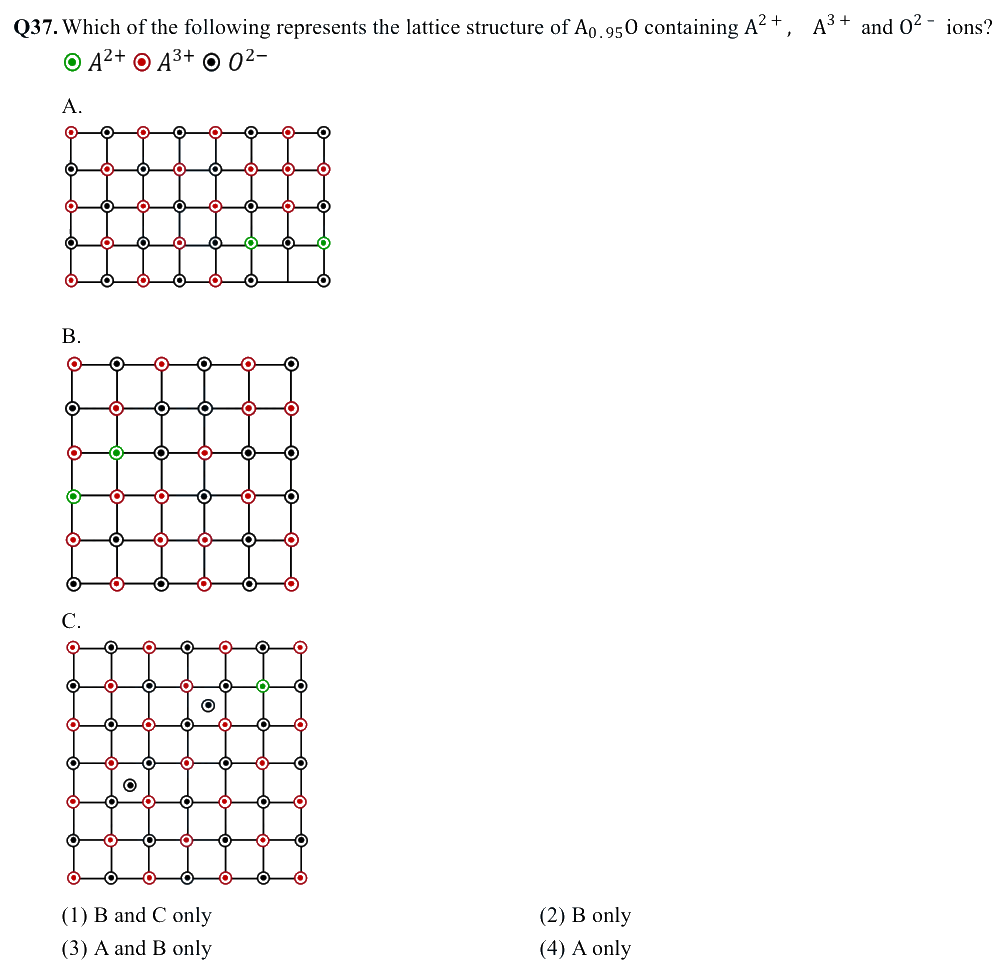 Q37. Which of the following represents the lattice structure of A₀.₉₅O containing A²⁺, A³⁺ and O²⁻ ions?
A²⁺ A³⁺ O²⁻
A.
B.
C.
(1) B and C only (2) B only
(3) A and B only (4) A only